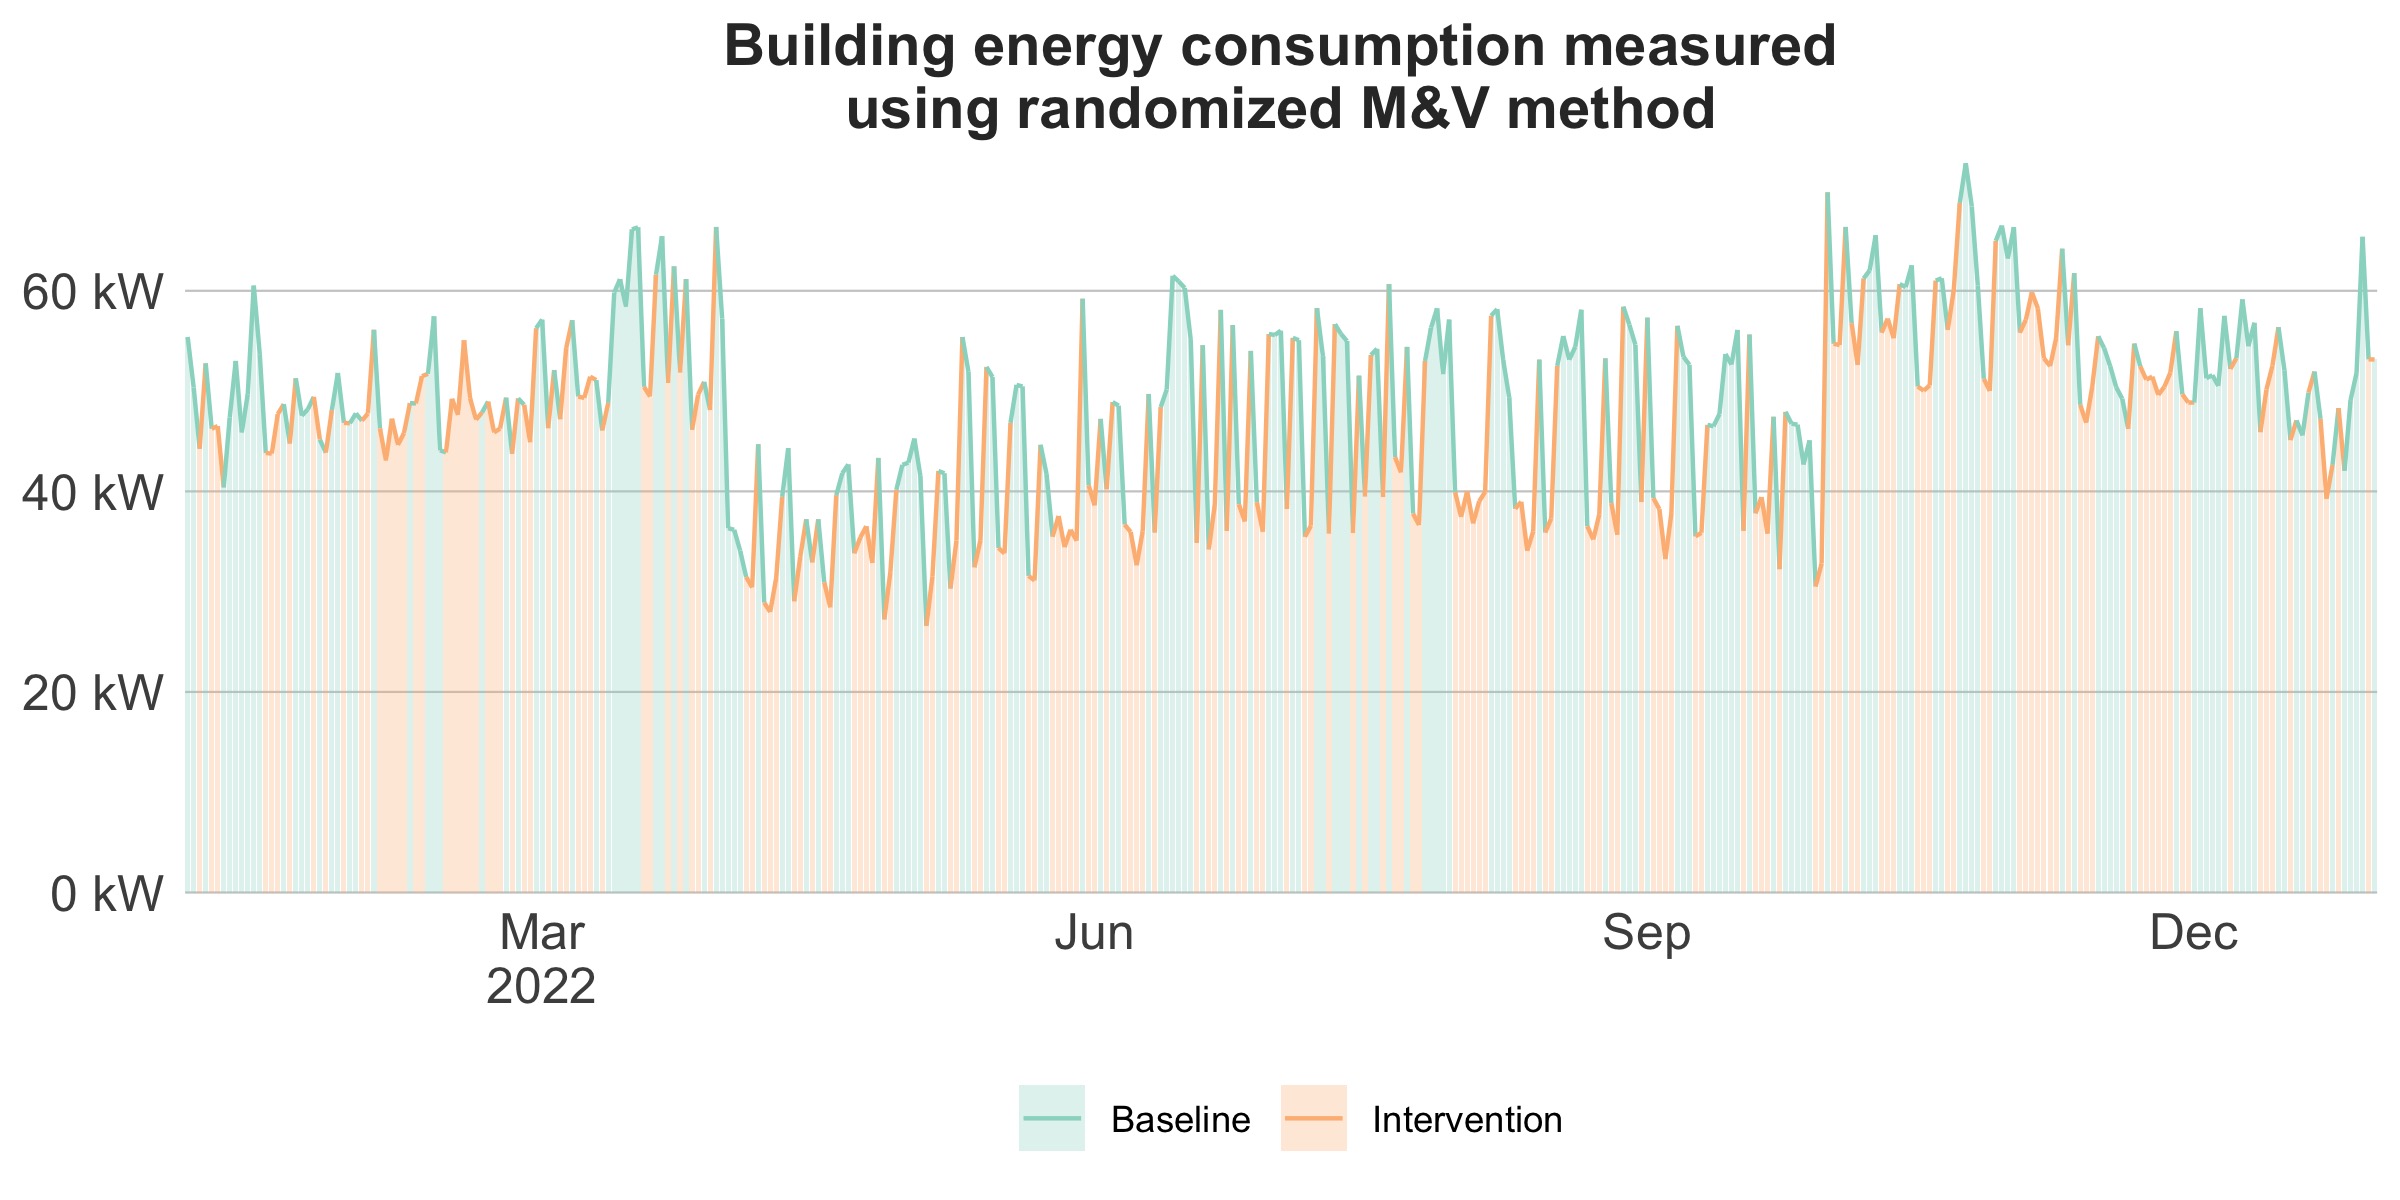 Building energy consumption measured
using randomized M&V method
60 kW
40 kW
20 kW
0 kW
Mar
2022
Jun
Sep
Dec
Baseline
Intervention